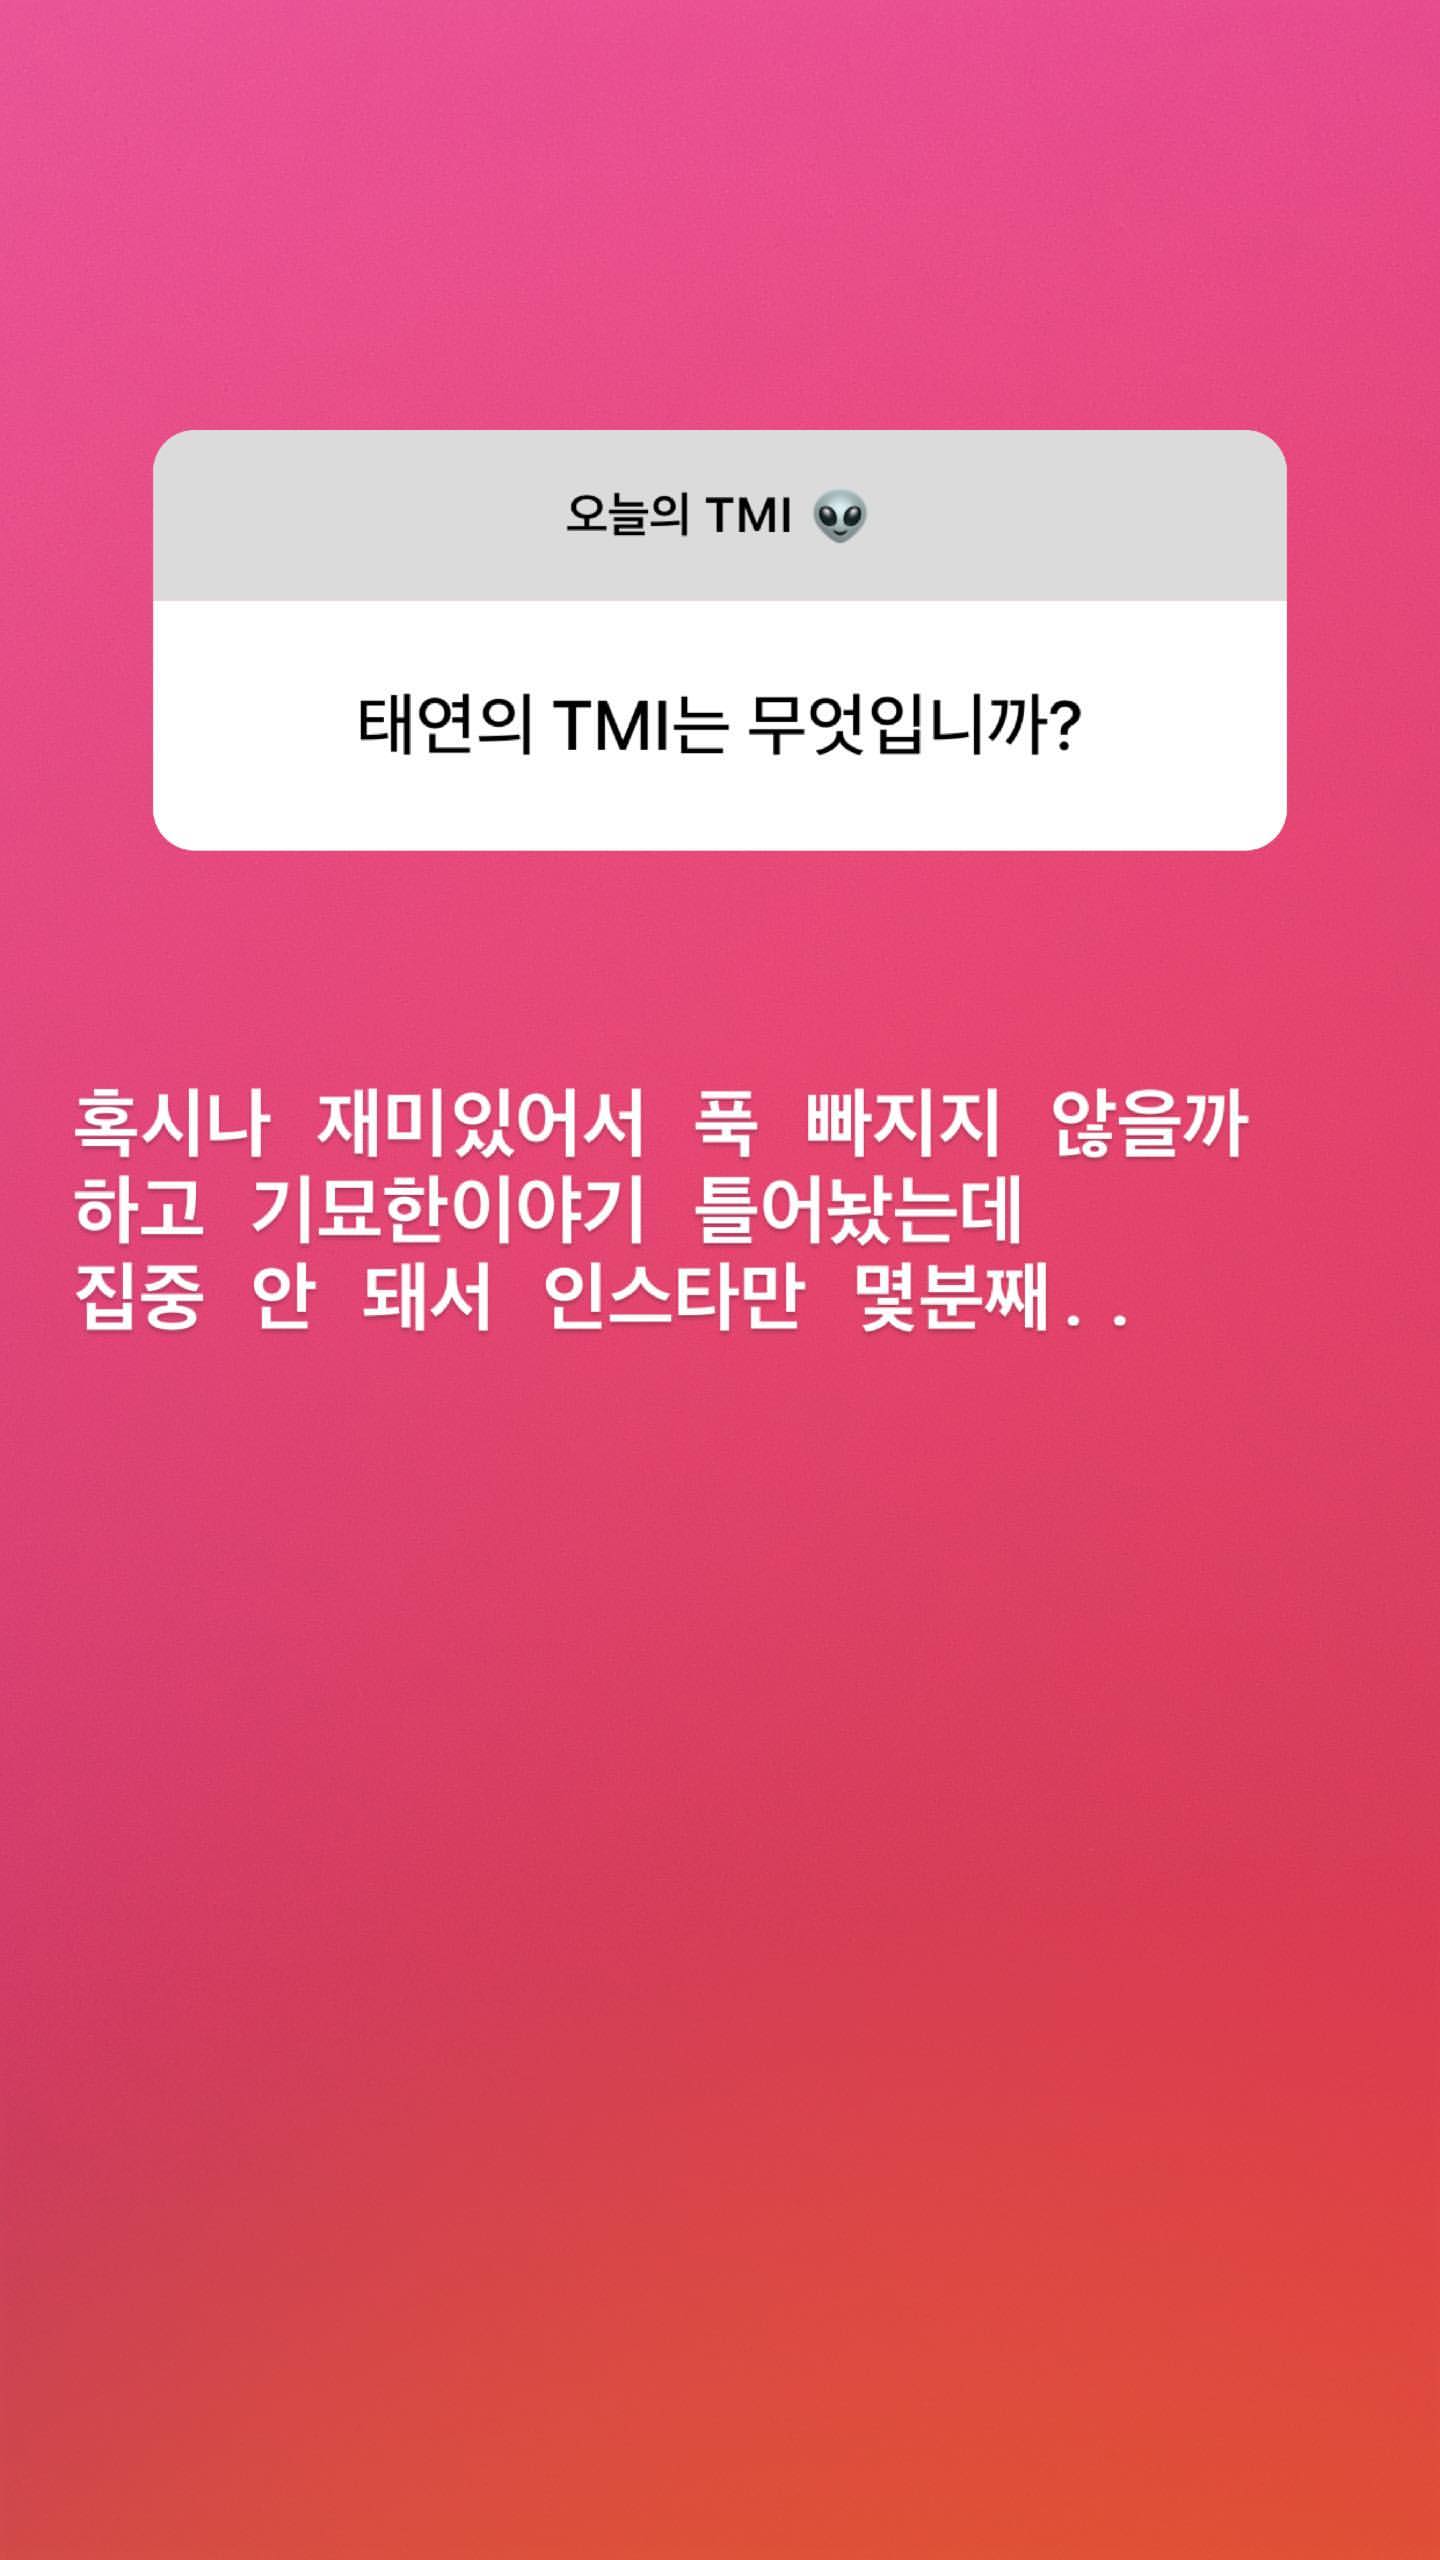 오늘의 TMI 👽
태연의 TMI는 무엇입니까?
혹시나 재미있어서 푹 빠지지 않을까
하고 기묘한이야기 틀어놨는데
집중 안 돼서 인스타만 몇분째..